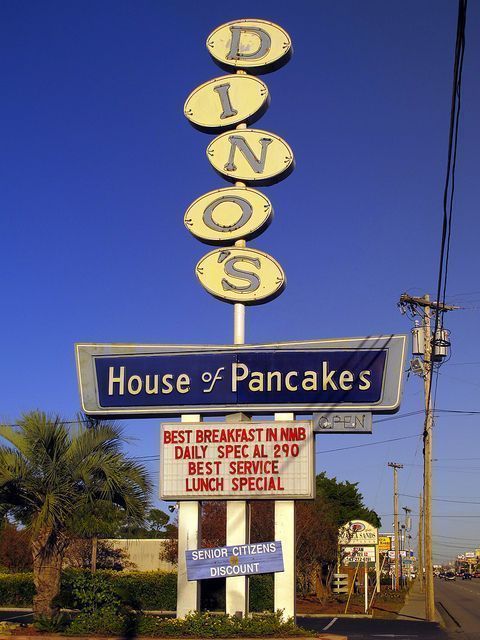 DINO'S
House of Pancakes
OPEN
BEST BREAKFAST IN NMB
DAILY SPEC AL 290
BEST SERVICE
LUNCH SPECIAL
SENIOR CITIZENS
DISCOUNT